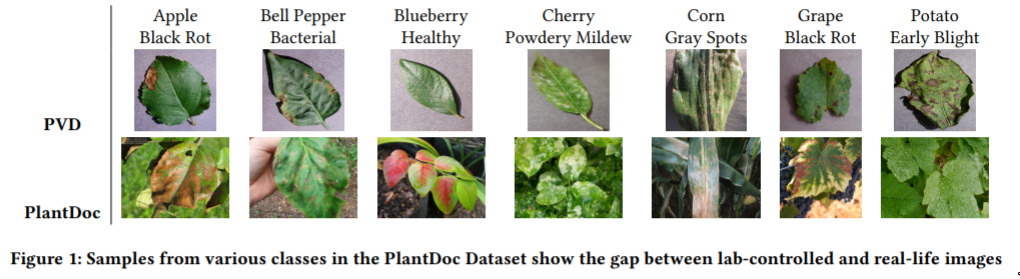 Apple Bell Pepper Blueberry Cherry Corn Grape Potato
Black Rot Bacterial Healthy Powdery Mildew Gray Spots Black Rot Early Blight
PVD
PlantDoc
Figure 1: Samples from various classes in the PlantDoc Dataset show the gap between lab-controlled and real-life images